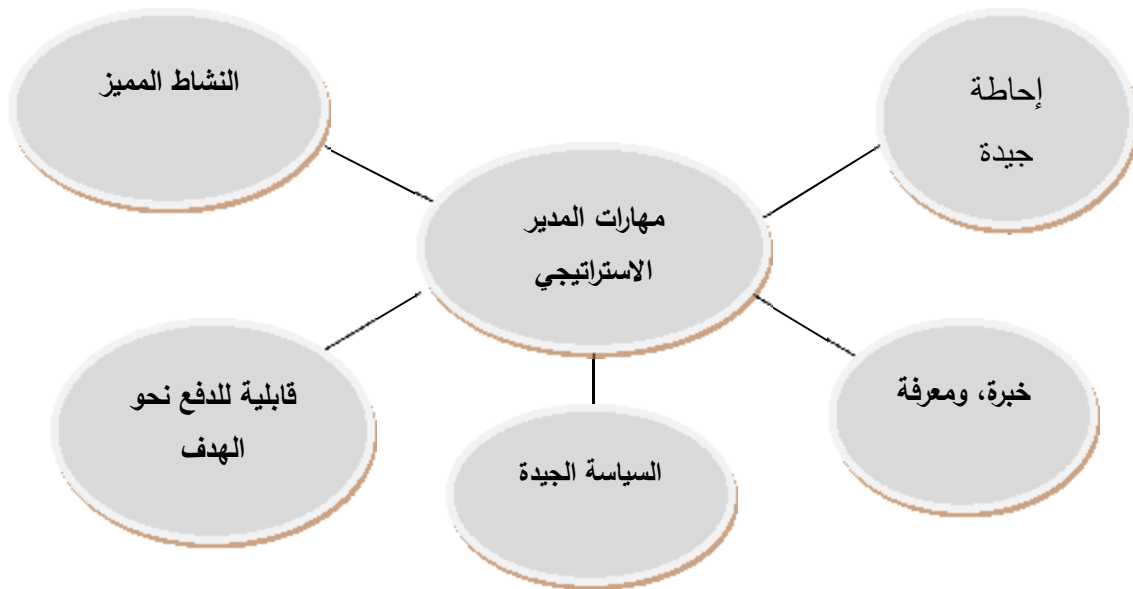 النشاط المميز
إحاطة
جيدة
مهارات المدير
الاستراتيجي
قابلية للدفع نحو
الهدف
السياسة الجيدة
خبرة، ومعرفة